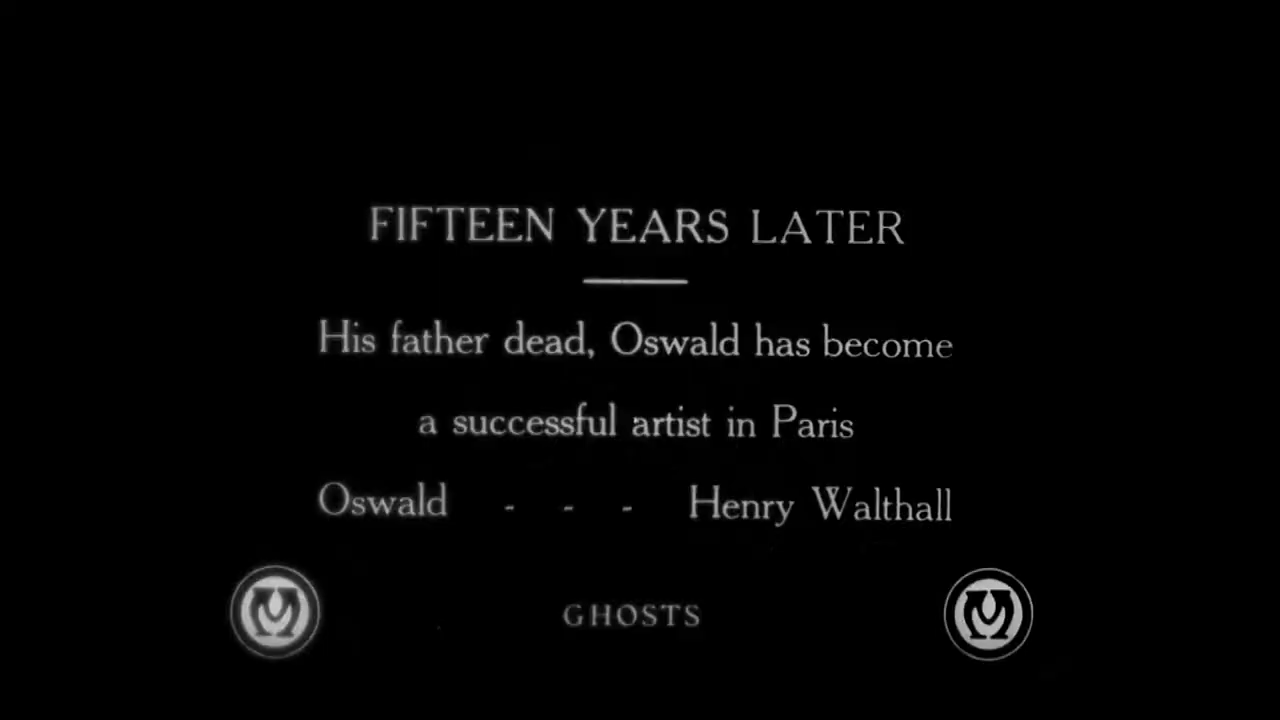 FIFTEEN YEARS LATER
His father dead, Oswald has become
a successful artist in Paris
Oswald - - - Henry Walthall
GHOSTS